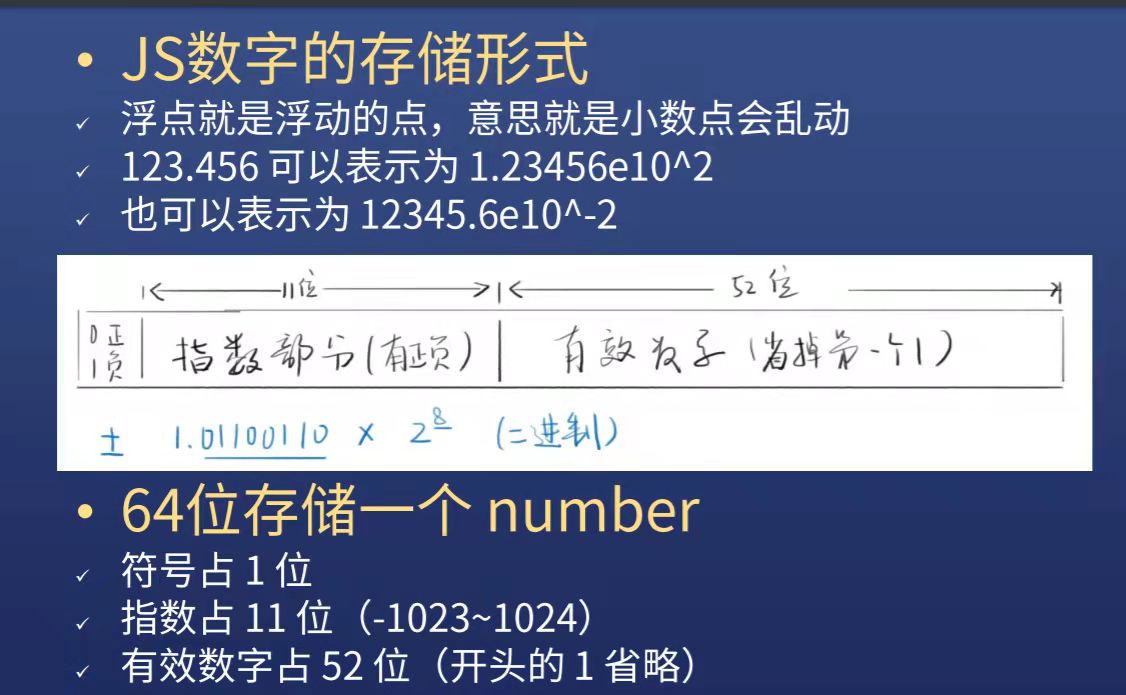 JS数字的存储形式
浮点就是浮动的点，意思就是小数点会乱动
123.456 可以表示为 1.23456e10^2
也可以表示为 12345.6e10^-2
11位 52位
0正 指数部分(有正负) 有效数字(省掉第一个1)
1负
± 1.01100110 × 2^8 (二进制)
64位存储一个 number
符号占 1 位
指数占 11 位（-1023~1024）
有效数字占 52 位（开头的 1 省略）